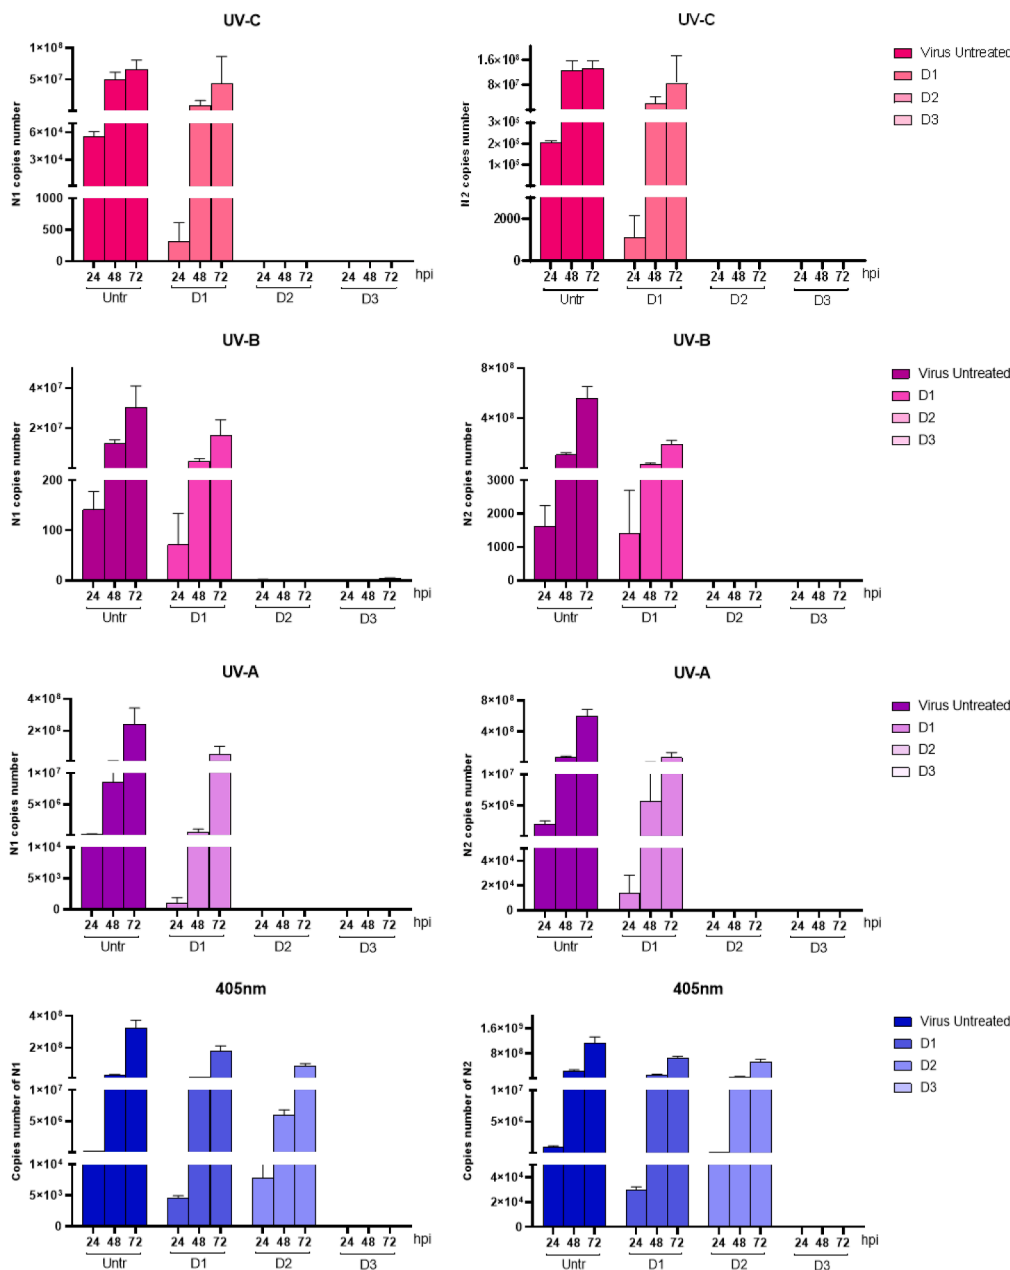 UV-C
N1 copies number
1×10⁸
5×10⁷
6×10⁴
3×10⁴
1000
500
0
24 48 72 24 48 72 24 48 72 24 48 72 hpi
Untr D1 D2 D3
UV-C
N2 copies number
1.6×10⁸
8×10⁷
3×10⁵
2×10⁵
1×10⁵
2000
0
24 48 72 24 48 72 24 48 72 24 48 72 hpi
Untr D1 D2 D3
Virus Untreated
D1
D2
D3
UV-B
N1 copies number
4×10⁷
2×10⁷
200
100
0
24 48 72 24 48 72 24 48 72 24 48 72 hpi
Untr D1 D2 D3
UV-B
N2 copies number
8×10⁸
4×10⁸
3000
2000
1000
0
24 48 72 24 48 72 24 48 72 24 48 72 hpi
Untr D1 D2 D3
Virus Untreated
D1
D2
D3
UV-A
N1 copies number
4×10⁸
2×10⁸
1×10⁷
5×10⁶
1×10⁴
5×10³
0
24 48 72 24 48 72 24 48 72 24 48 72 hpi
Untr D1 D2 D3
UV-A
N2 copies number
8×10⁸
4×10⁸
1×10⁷
5×10⁶
4×10⁴
2×10⁴
0
24 48 72 24 48 72 24 48 72 24 48 72 hpi
Untr D1 D2 D3
Virus Untreated
D1
D2
D3
405nm
Copies number of N1
4×10⁸
2×10⁸
1×10⁷
5×10⁶
1×10⁴
5×10³
0
24 48 72 24 48 72 24 48 72 24 48 72 hpi
Untr D1 D2 D3
405nm
Copies number of N2
1.6×10⁹
8×10⁸
1×10⁷
5×10⁶
4×10⁴
2×10⁴
0
24 48 72 24 48 72 24 48 72 24 48 72 hpi
Untr D1 D2 D3
Virus Untreated
D1
D2
D3